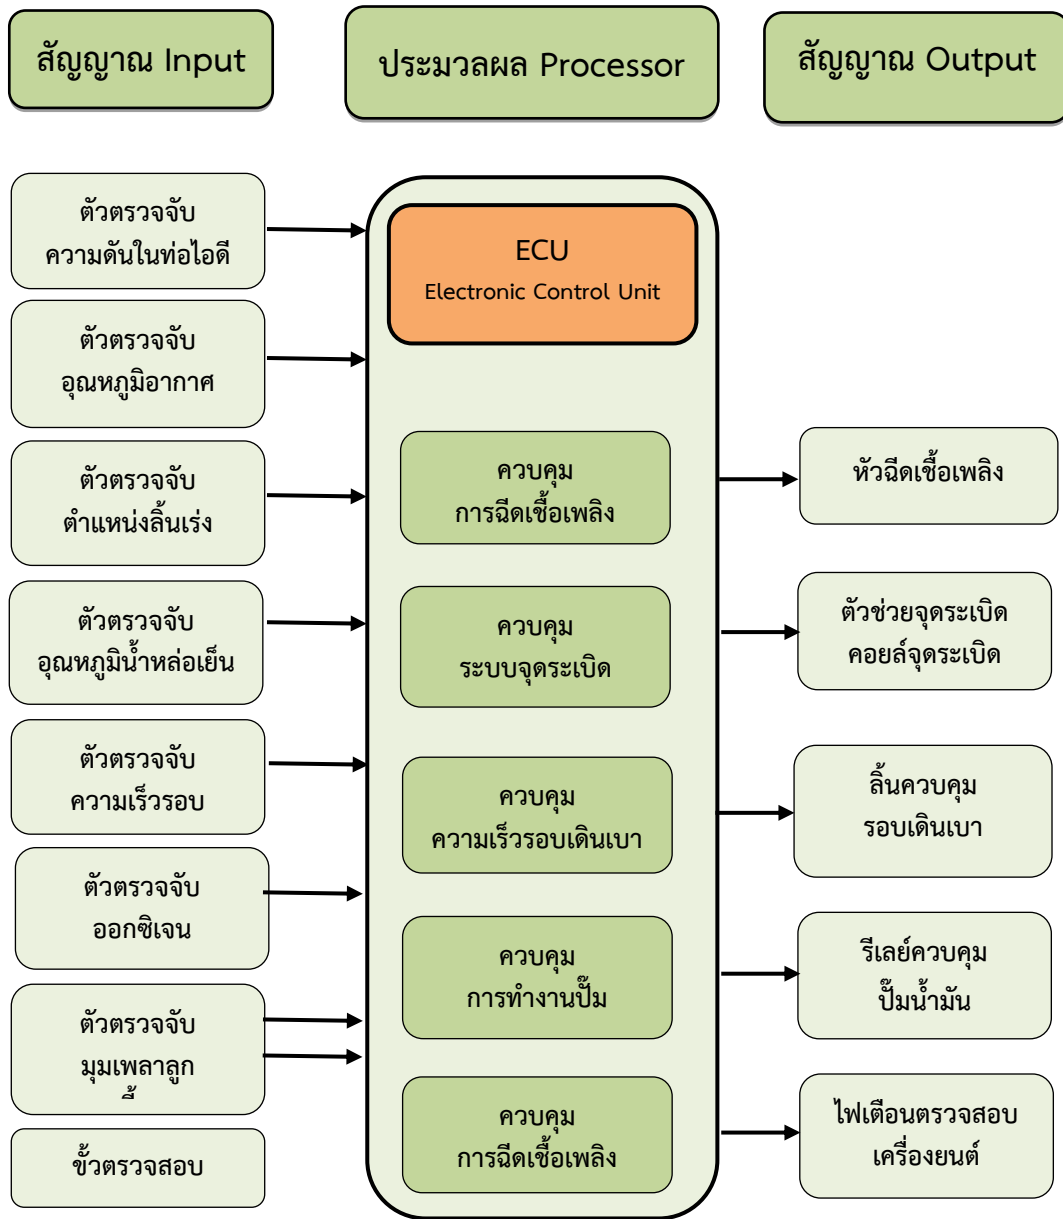 สัญญาณ Input
ประมวลผล Processor
สัญญาณ Output
ตัวตรวจจับ
ความดันในท่อไอดี
ตัวตรวจจับ
อุณหภูมิอากาศ
ตัวตรวจจับ
ตำแหน่งลิ้นเร่ง
ตัวตรวจจับ
อุณหภูมิน้ำหล่อเย็น
ตัวตรวจจับ
ความเร็วรอบ
ตัวตรวจจับ
ออกซิเจน
ตัวตรวจจับ
มุมเพลาลูก
ขั้วตรวจสอบ
ECU
Electronic Control Unit
ควบคุม
การฉีดเชื้อเพลิง
ควบคุม
ระบบจุดระเบิด
ควบคุม
ความเร็วรอบเดินเบา
ควบคุม
การทำงานปั๊ม
ควบคุม
การฉีดเชื้อเพลิง
หัวฉีดเชื้อเพลิง
ตัวช่วยจุดระเบิด
คอยล์จุดระเบิด
ลิ้นควบคุม
รอบเดินเบา
รีเลย์ควบคุม
ปั๊มน้ำมัน
ไฟเตือนตรวจสอบ
เครื่องยนต์